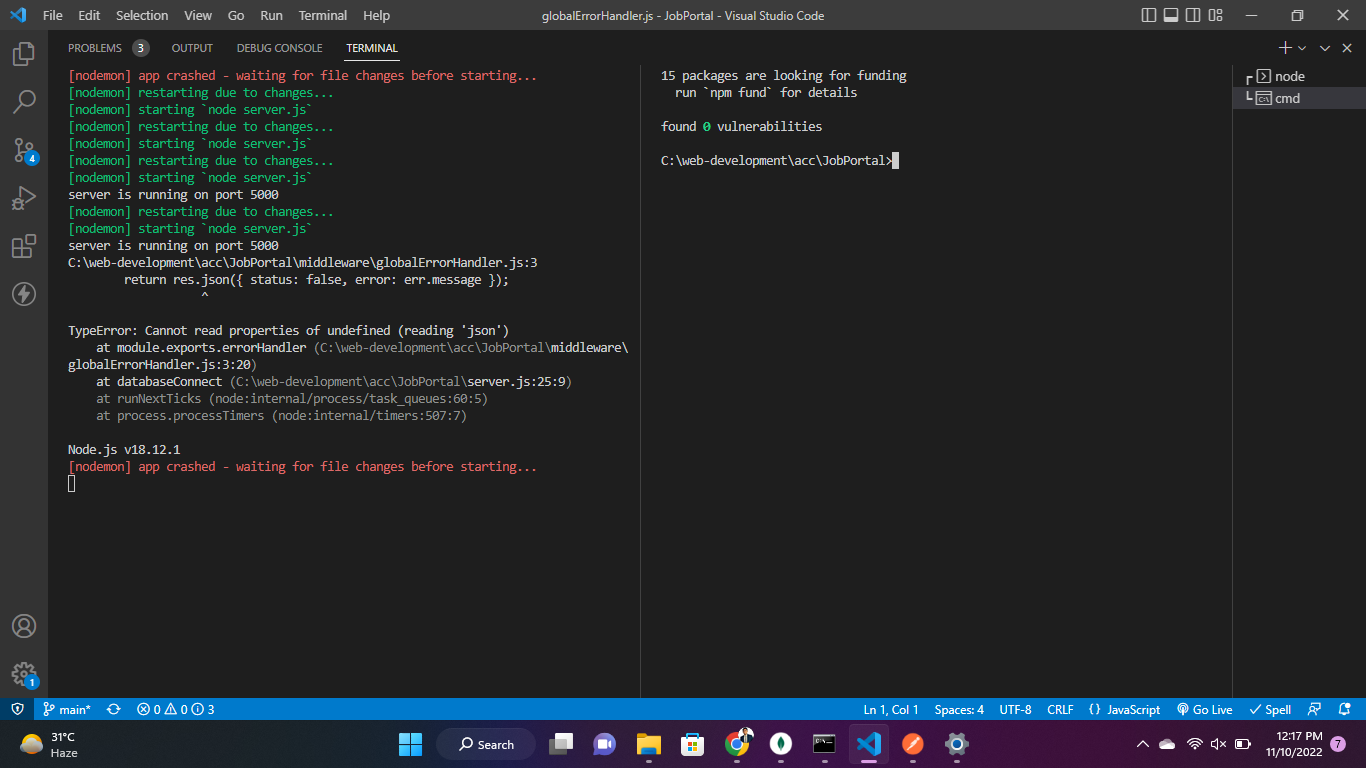 File Edit Selection View Go Run Terminal Help
globalErrorHandler.js - JobPortal - Visual Studio Code
PROBLEMS 3 OUTPUT DEBUG CONSOLE TERMINAL
[nodemon] app crashed - waiting for file changes before starting...
[nodemon] restarting due to changes...
[nodemon] starting `node server.js`
[nodemon] restarting due to changes...
[nodemon] starting `node server.js`
[nodemon] restarting due to changes...
[nodemon] starting `node server.js`
server is running on port 5000
[nodemon] restarting due to changes...
[nodemon] starting `node server.js`
server is running on port 5000
C:\web-development\acc\JobPortal\middleware\globalErrorHandler.js:3
return res.json({ status: false, error: err.message });
^
TypeError: Cannot read properties of undefined (reading 'json')
at module.exports.errorHandler (C:\web-development\acc\JobPortal\middleware\
globalErrorHandler.js:3:20)
at databaseConnect (C:\web-development\acc\JobPortal\server.js:25:9)
at runNextTicks (node:internal/process/task_queues:60:5)
at process.processTimers (node:internal/timers:507:7)
Node.js v18.12.1
[nodemon] app crashed - waiting for file changes before starting...
15 packages are looking for funding
run `npm fund` for details
found 0 vulnerabilities
C:\web-development\acc\JobPortal>
node
cmd
4
1
main* 0 0 3
Ln 1, Col 1 Spaces: 4 UTF-8 CRLF {} JavaScript Go Live Spell
31°C
Haze
Search
12:17 PM
11/10/2022
7